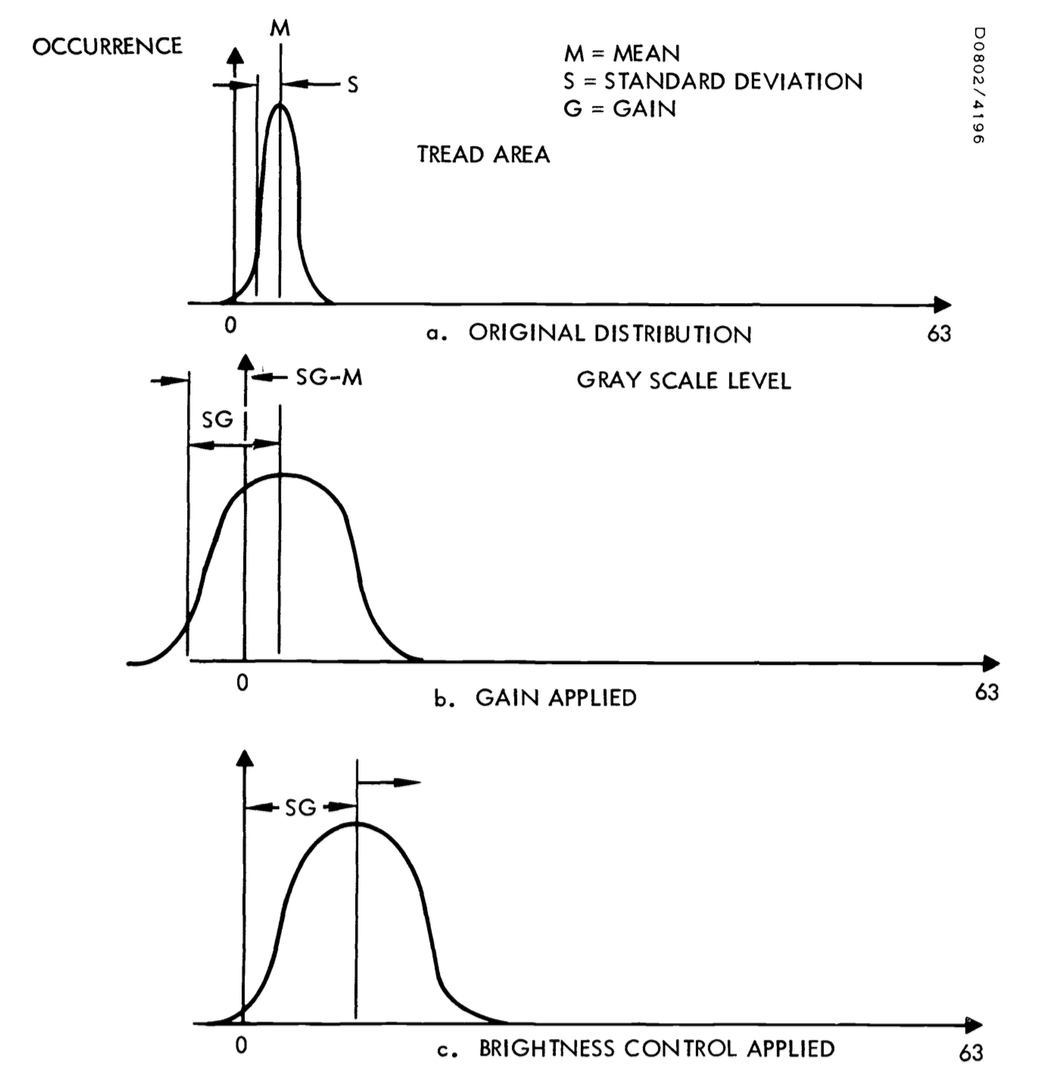 M
OCCURRENCE
M = MEAN
S = STANDARD DEVIATION
G = GAIN
D0802/4196
S
TREAD AREA
0
63
a. ORIGINAL DISTRIBUTION
SG-M
GRAY SCALE LEVEL
SG
0
63
b. GAIN APPLIED
SG
0
63
c. BRIGHTNESS CONTROL APPLIED